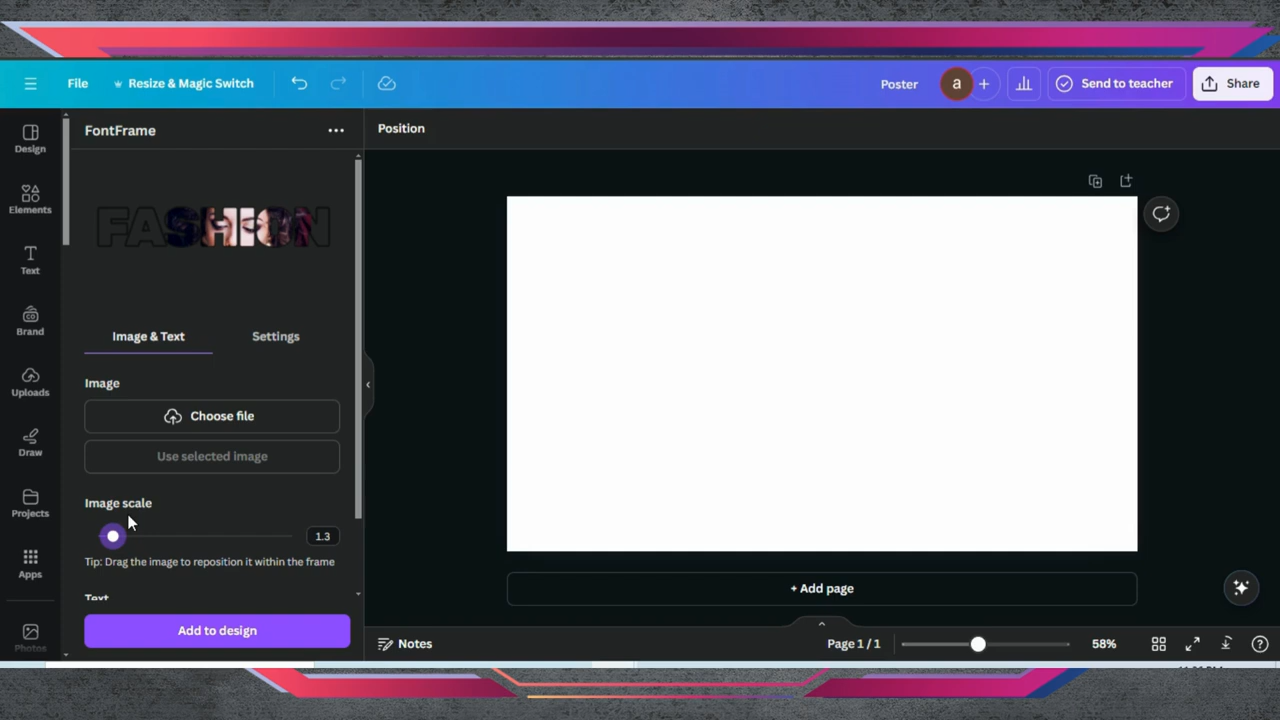 File
Resize & Magic Switch
Poster
a
Send to teacher
Share
Design
Elements
Text
Brand
Uploads
Draw
Projects
Apps
Photos
FontFrame
FASHION
Image & Text
Settings
Image
Choose file
Use selected image
Image scale
1.3
Tip: Drag the image to reposition it within the frame
Text
Add to design
Position
+ Add page
Notes
Page 1 / 1
58%